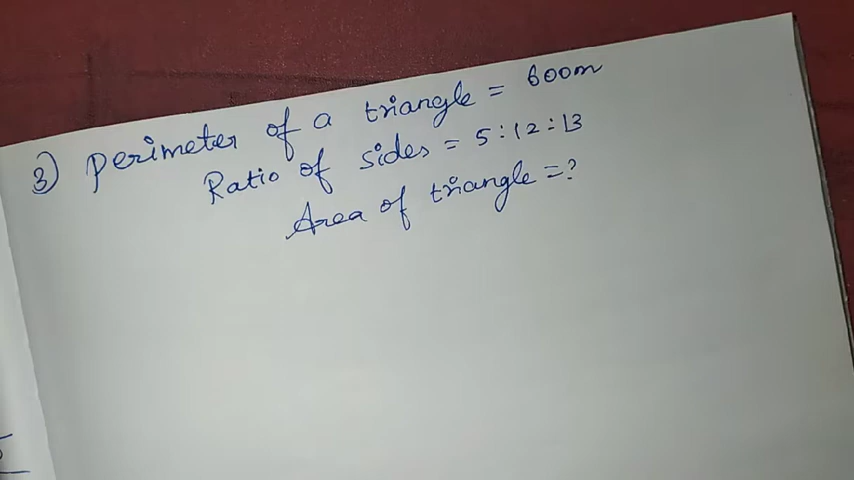 3) Perimeter of a triangle = 600m
Ratio of sides = 5:12:13
Area of triangle = ?